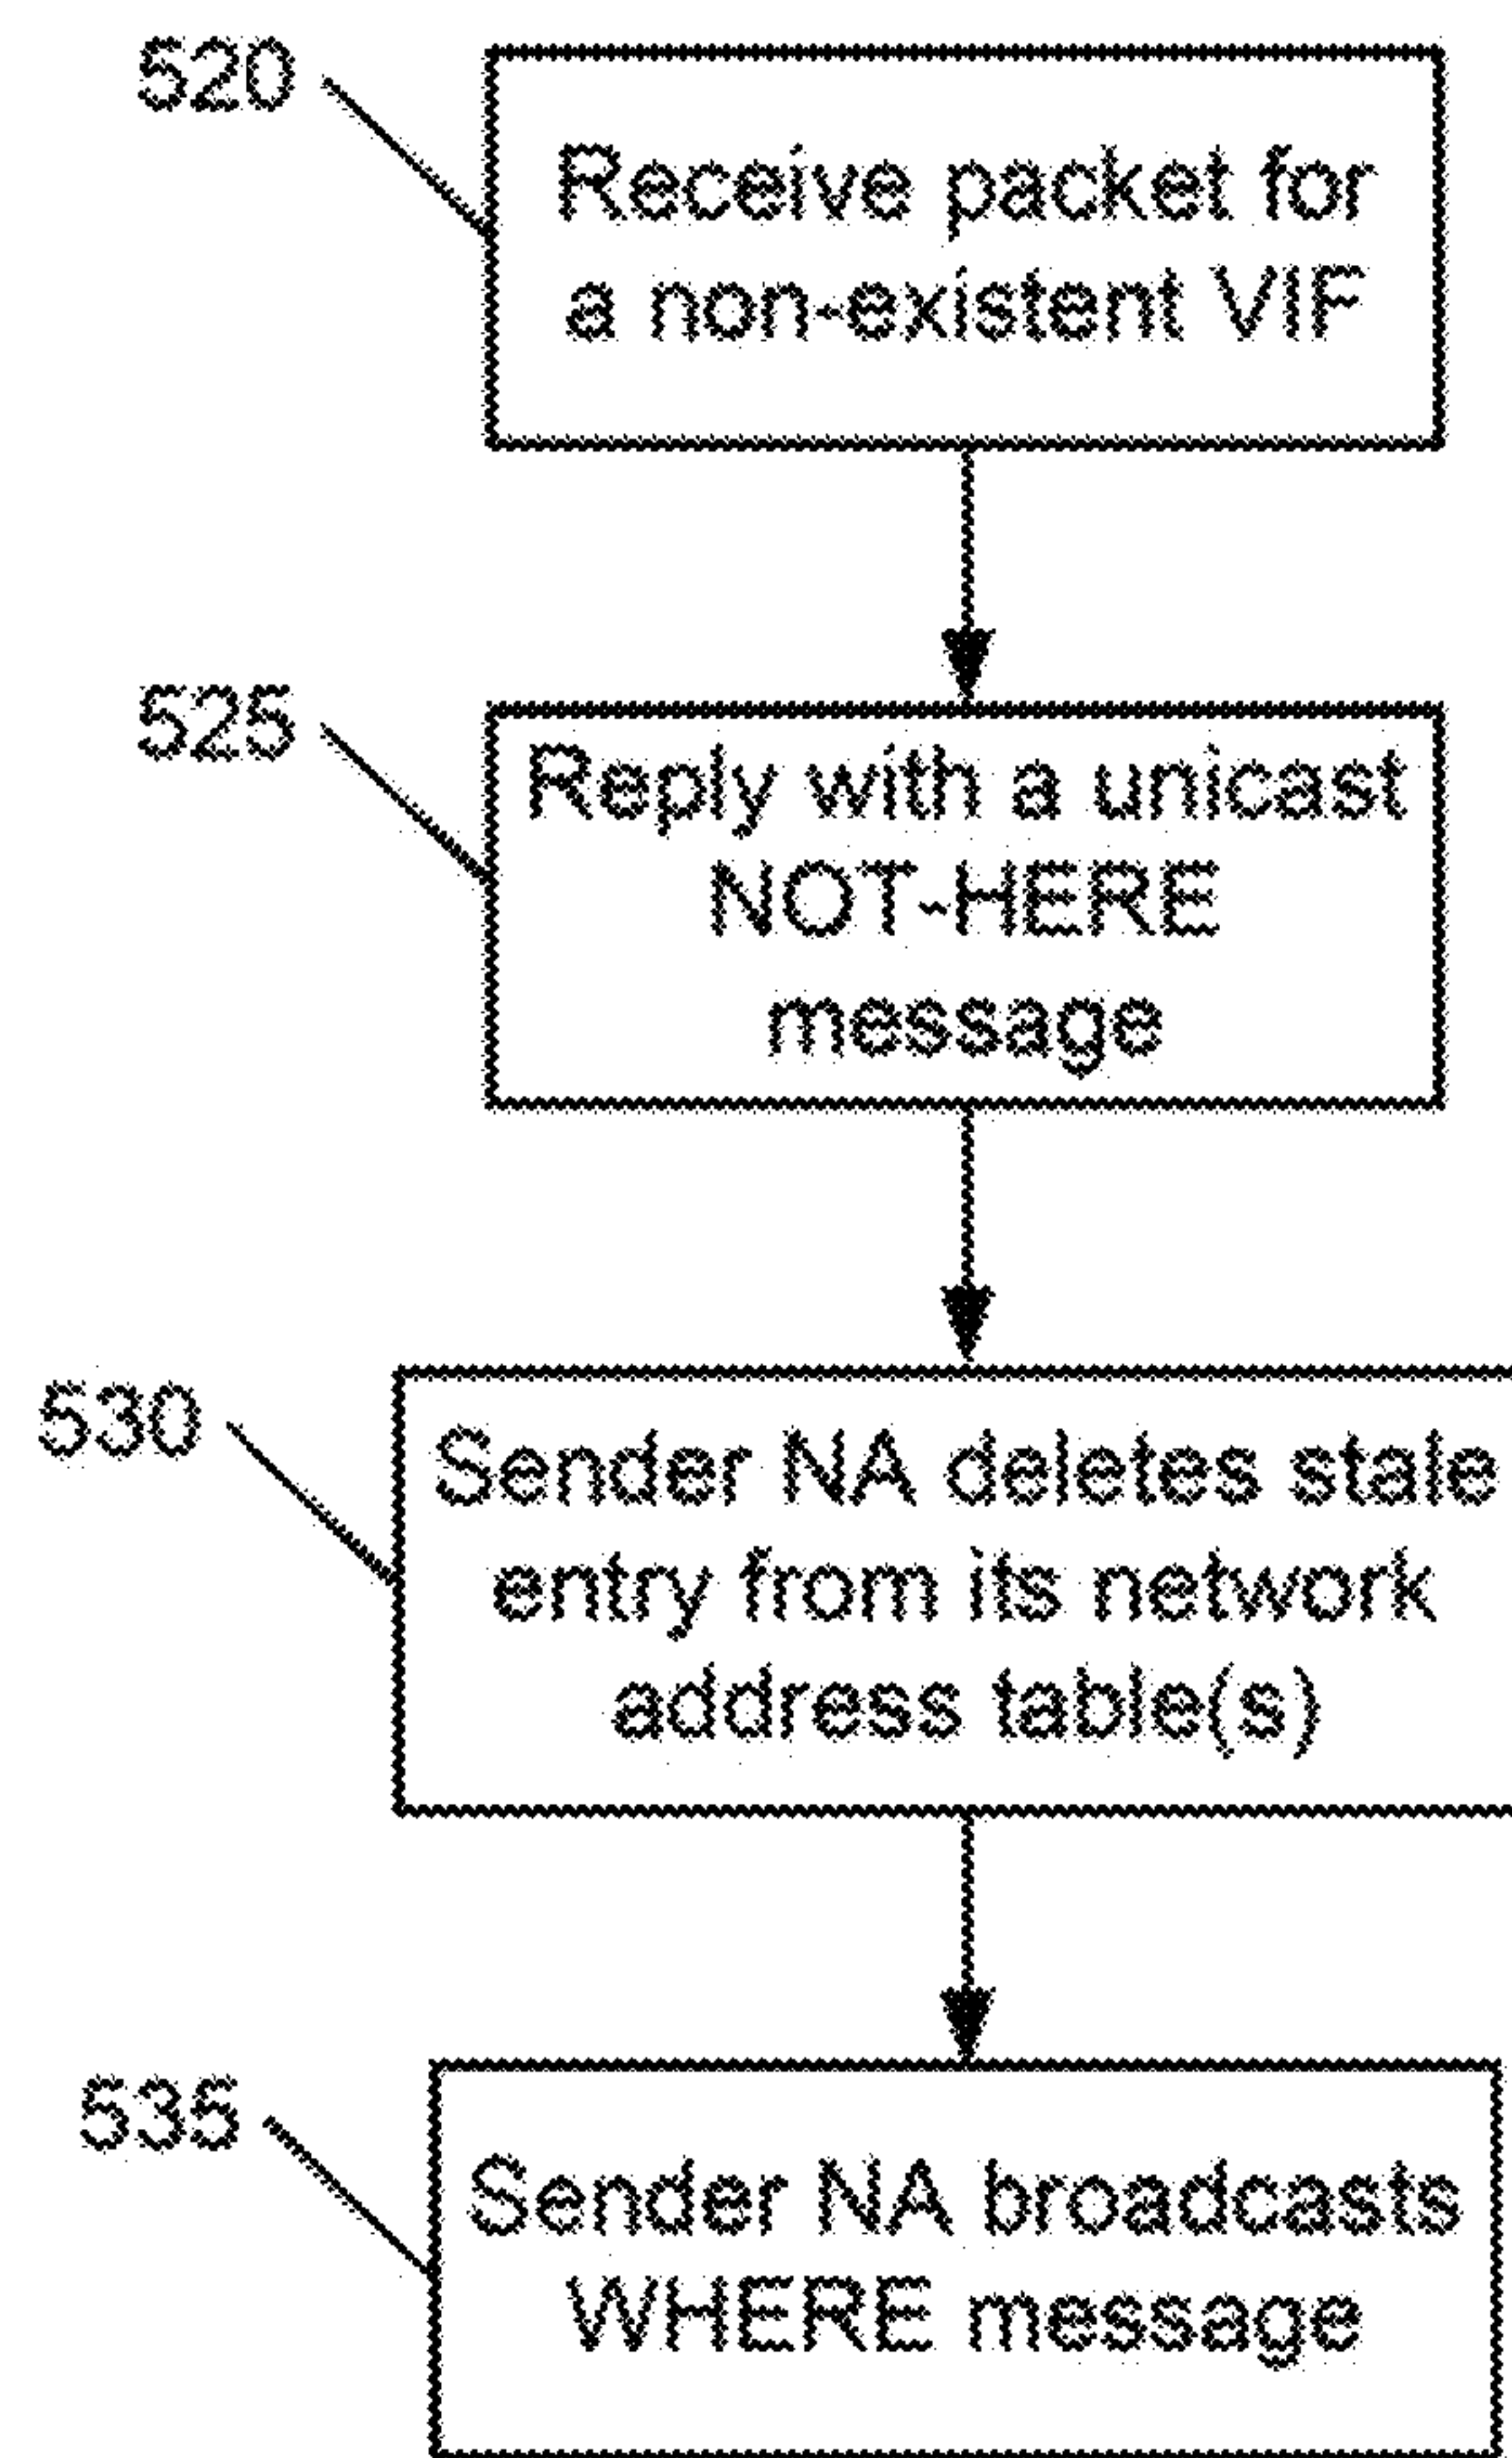 520
Receive packet for
a non-existent VIF
525
Reply with a unicast
NOT-HERE
message
530
Sender NA deletes stale
entry from its network
address table(s)
535
Sender NA broadcasts
WHERE message